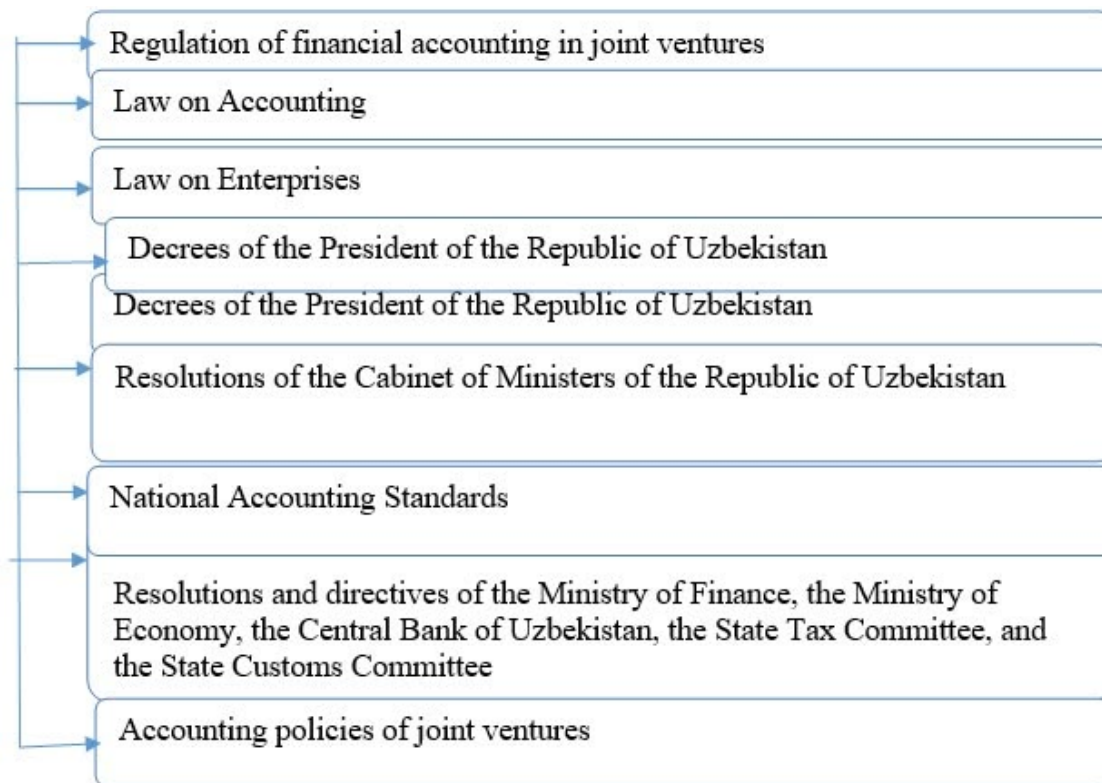 Regulation of financial accounting in joint ventures
Law on Accounting
Law on Enterprises
Decrees of the President of the Republic of Uzbekistan
Decrees of the President of the Republic of Uzbekistan
Resolutions of the Cabinet of Ministers of the Republic of Uzbekistan
National Accounting Standards
Resolutions and directives of the Ministry of Finance, the Ministry of
Economy, the Central Bank of Uzbekistan, the State Tax Committee, and
the State Customs Committee
Accounting policies of joint ventures